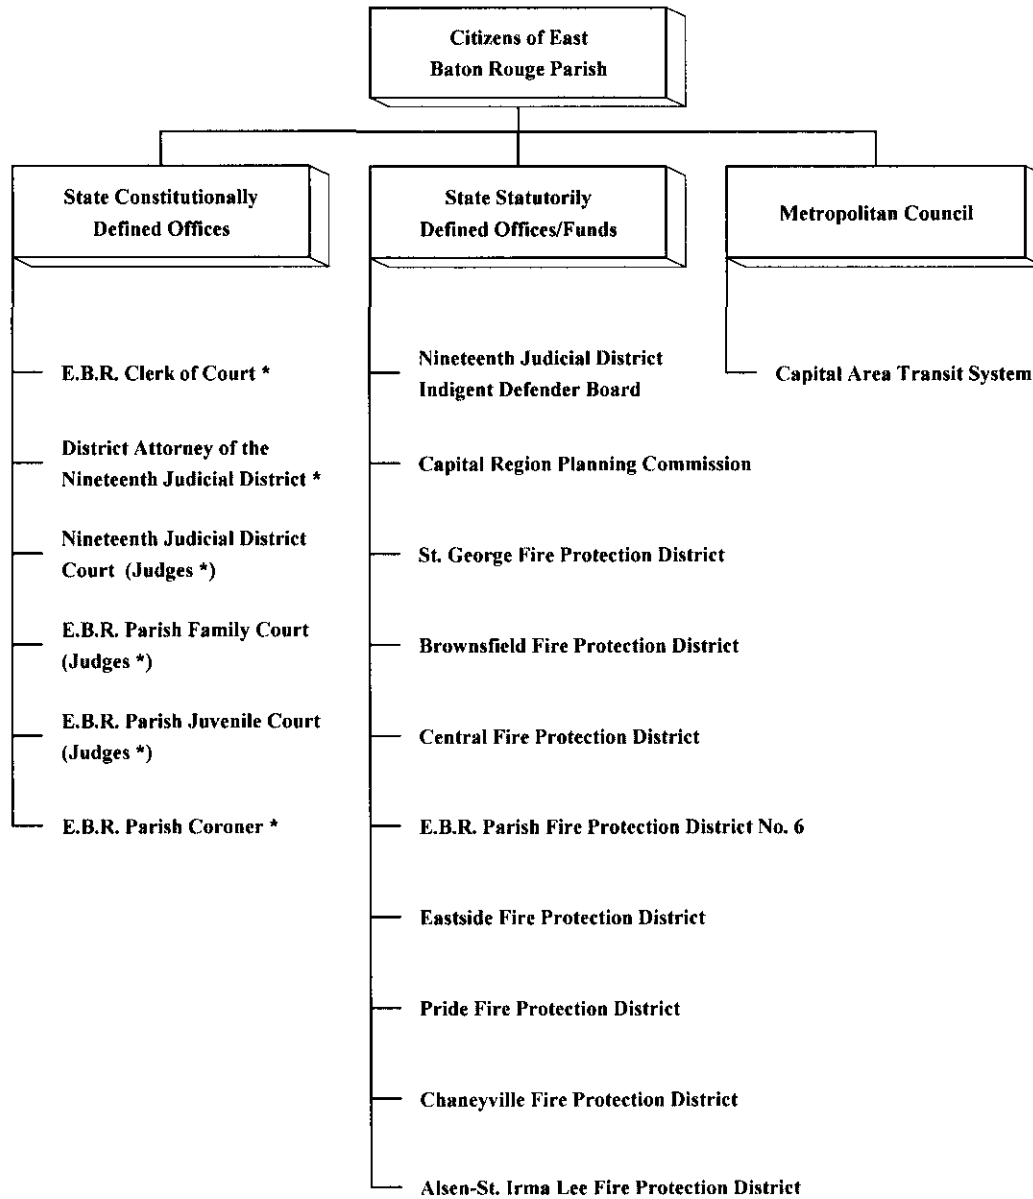 Citizens of East
Baton Rouge Parish
State Constitutionally
Defined Offices
E.B.R. Clerk of Court *
District Attorney of the
Nineteenth Judicial District *
Nineteenth Judicial District
Court (Judges *)
E.B.R. Parish Family Court
(Judges *)
E.B.R. Parish Juvenile Court
(Judges *)
E.B.R. Parish Coroner *
State Statutorily
Defined Offices/Funds
Nineteenth Judicial District
Indigent Defender Board
Capital Region Planning Commission
St. George Fire Protection District
Brownsfield Fire Protection District
Central Fire Protection District
E.B.R. Parish Fire Protection District No. 6
Eastside Fire Protection District
Pride Fire Protection District
Chaneyville Fire Protection District
Alsen-St. Irma Lee Fire Protection District
Metropolitan Council
Capital Area Transit System